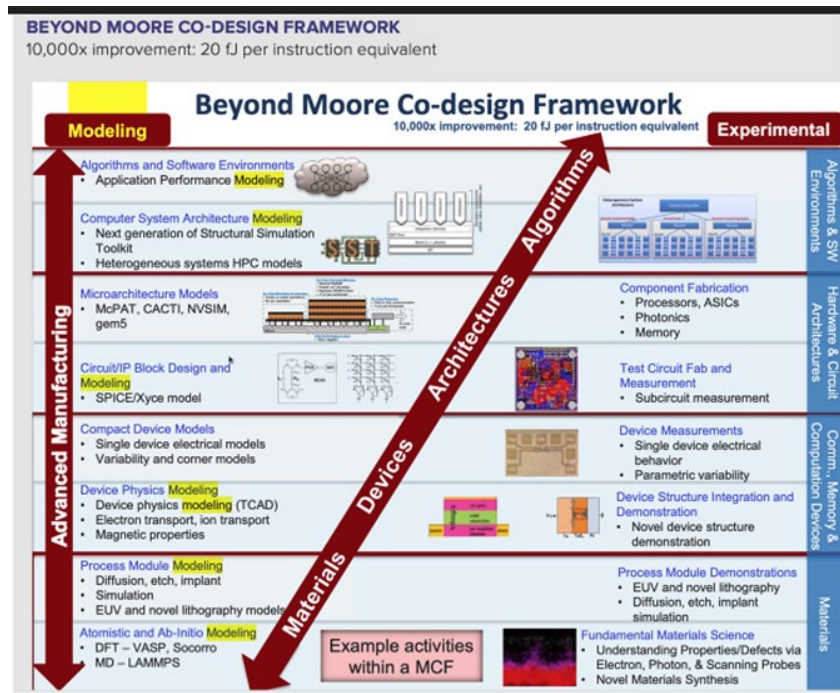 BEYOND MOORE CO-DESIGN FRAMEWORK
10,000x improvement: 20 fJ per instruction equivalent
Beyond Moore Co-design Framework
10,000x improvement: 20 fJ per instruction equivalent
Modeling
Experimental
Advanced Manufacturing
Algorithms
Architectures
Devices
Materials
Algorithms and Software Environments
• Application Performance Modeling
Computer System Architecture Modeling
• Next generation of Structural Simulation
Toolkit
• Heterogeneous systems HPC models
SST
Microarchitecture Models
• McPAT, CACTI, NVSIM,
gem5
Circuit/IP Block Design and
Modeling
• SPICE/Xyce model
Compact Device Models
• Single device electrical models
• Variability and corner models
Device Physics Modeling
• Device physics modeling (TCAD)
• Electron transport, ion transport
• Magnetic properties
Process Module Modeling
• Diffusion, etch, implant
• Simulation
• EUV and novel lithography models
Atomistic and Ab-Initio Modeling
• DFT – VASP, Socorro
• MD – LAMMPS
Example activities
within a MCF
Component Fabrication
• Processors, ASICs
• Photonics
• Memory
Test Circuit Fab and
Measurement
• Subcircuit measurement
Device Measurements
• Single device electrical
behavior
• Parametric variability
Device Structure Integration and
Demonstration
• Novel device structure
demonstration
Process Module Demonstrations
• EUV and novel lithography
• Diffusion, etch, implant
simulation
Fundamental Materials Science
• Understanding Properties/Defects via
Electron, Photon, & Scanning Probes
• Novel Materials Synthesis
Algorithms & SW
Environments
Hardware & Circuit
Architectures
Comm., Memory &
Computation Devices
Materials